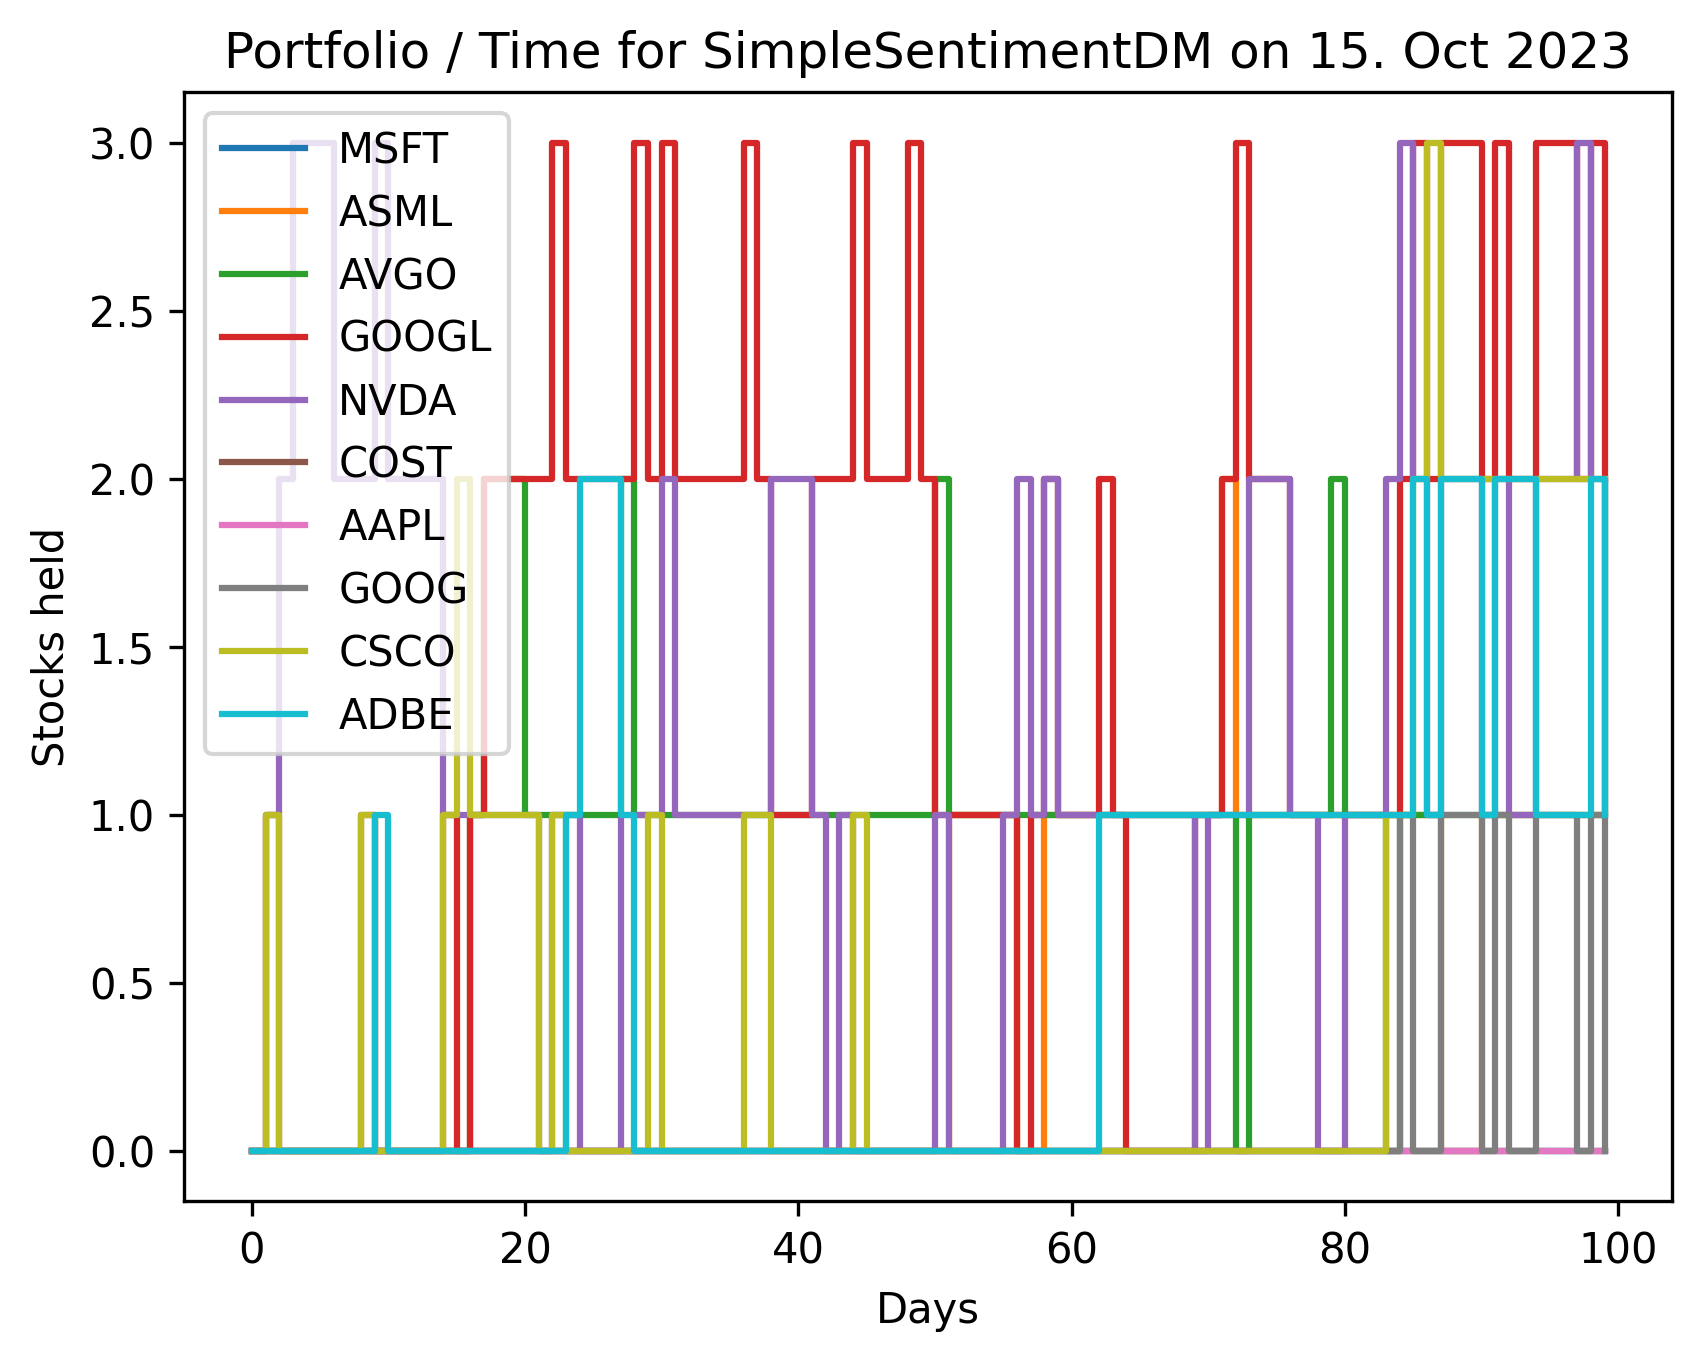 Portfolio / Time for SimpleSentimentDM on 15. Oct 2023
3.0
2.5
2.0
1.5
1.0
0.5
0.0
Stocks held
MSFT
ASML
AVGO
GOOGL
NVDA
COST
AAPL
GOOG
CSCO
ADBE
0 20 40 60 80 100
Days